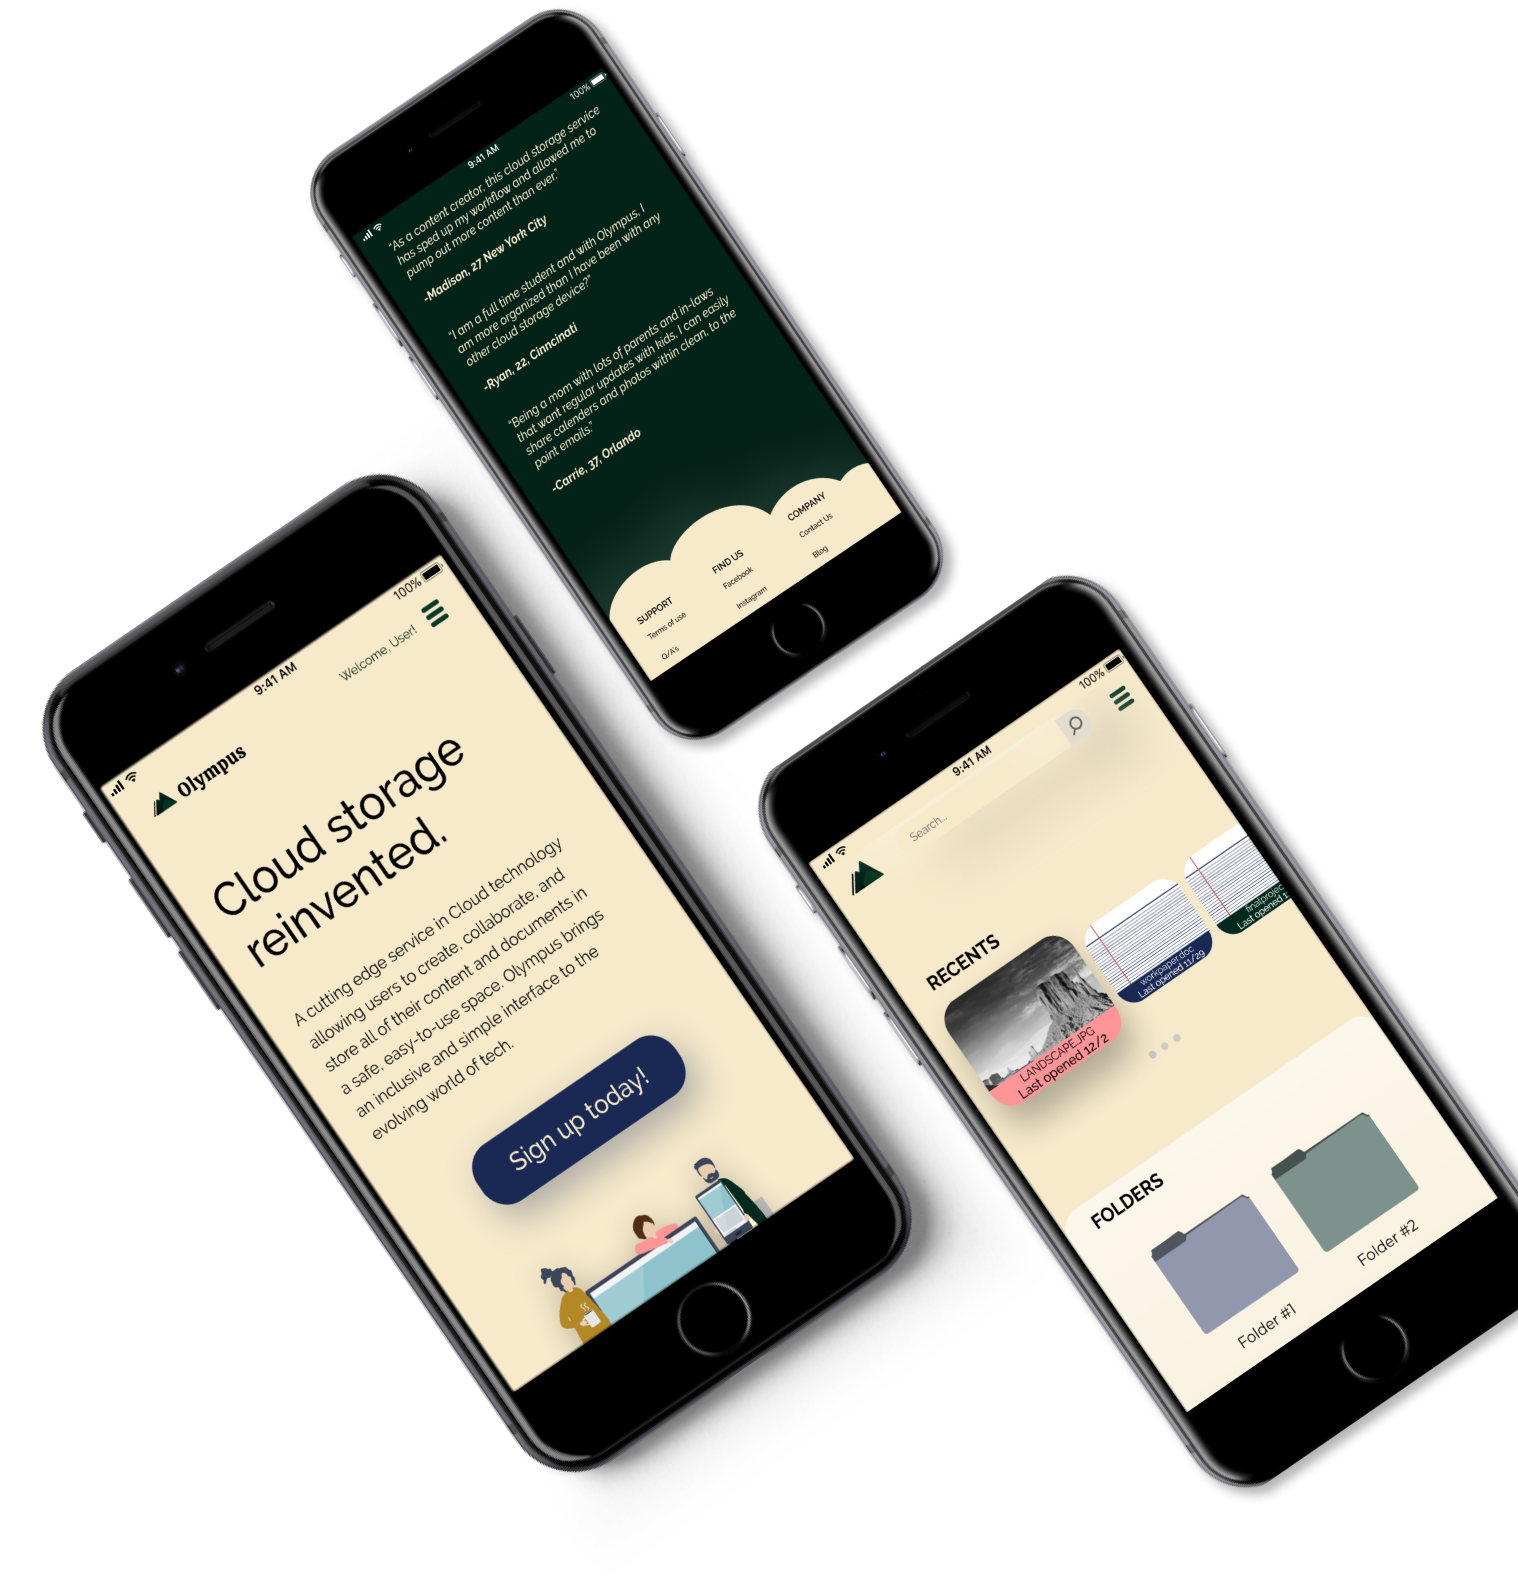 100%
9:41 AM
"As a content creator, this cloud storage service
has sped up my workflow and allowed me to
pump out more content than ever."
-Madison, 27 New York City
"I am a full time student and with Olympus, I
am more organized than I have been with any
other cloud storage device?"
-Ryan, 22, Cinncinati
"Being a mom with lots of parents and in-laws
that want regular updates with kids, I can easily
share calenders and photos within clean, to the
point emails."
-Carrie, 37, Orlando
SUPPORT
Terms of use
Q/A's
FIND US
Facebook
Instagram
COMPANY
Contact Us
Blog
100%
9:41 AM
Welcome, User!
Olympus
Cloud storage
reinvented.
A cutting edge service in Cloud technology
allowing users to create, collaborate, and
store all of their content and documents in
a safe, easy-to-use space. Olympus brings
an inclusive and simple interface to the
evolving world of tech.
Sign up today!
100%
9:41 AM
Search...
RECENTS
LANDSCAPE.JPG
Last opened 12/2
workpaper.doc
Last opened 11/29
finalprojec
Last opened 1
FOLDERS
Folder #1
Folder #2